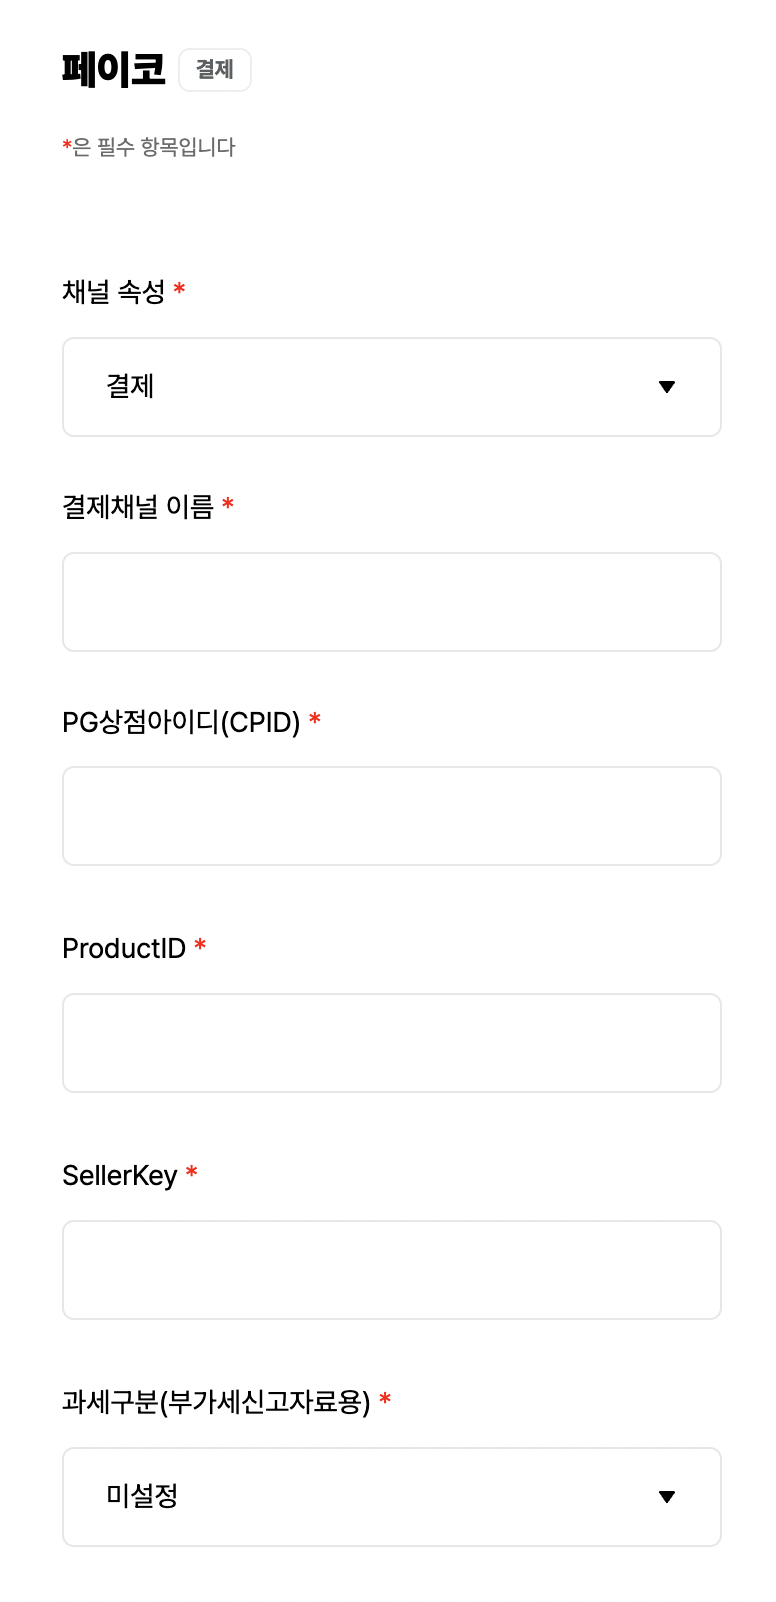 페이코 결제
*은 필수 항목입니다
채널 속성 *
결제
결제채널 이름 *
PG상점아이디(CPID) *
ProductID *
SellerKey *
과세구분(부가세신고자료용) *
미설정